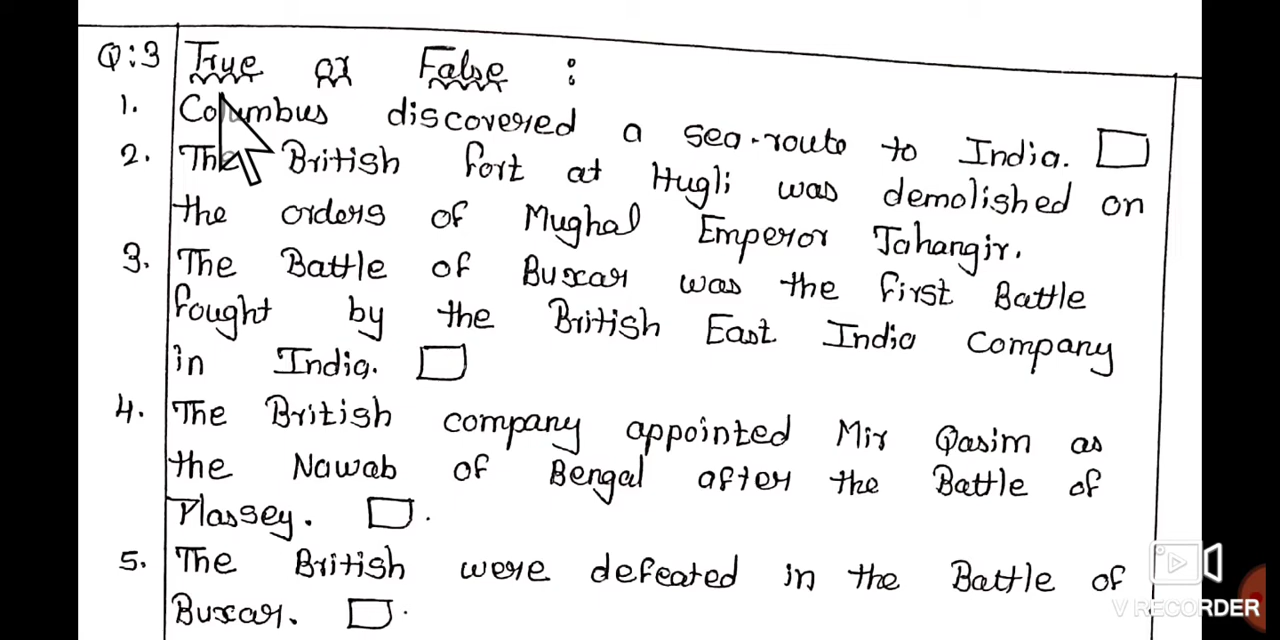 Q:3 True or False :
1. Columbus discovered a sea-route to India.
2. The British fort at Hugli was demolished on
the orders of Mughal Emperor Jahangir.
3. The Battle of Buxar was the first Battle
fought by the British East India Company
in India.
4. The British company appointed Mir Qasim as
the Nawab of Bengal after the Battle of
Plassey.
5. The British were defeated in the Battle of
Buxar.
V RECORDER